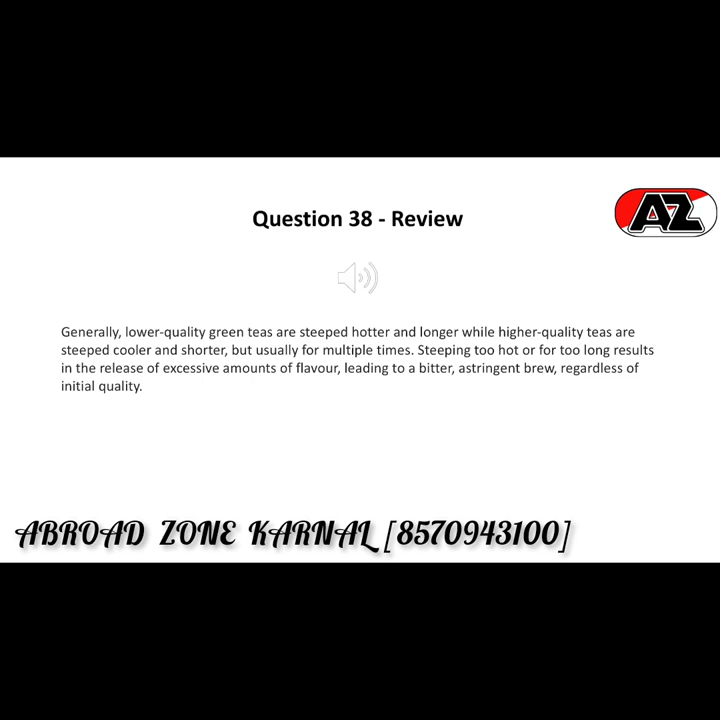 Question 38 - Review
AZ
Generally, lower-quality green teas are steeped hotter and longer while higher-quality teas are
steeped cooler and shorter, but usually for multiple times. Steeping too hot or for too long results
in the release of excessive amounts of flavour, leading to a bitter, astringent brew, regardless of
initial quality.
ABROAD ZONE KARNAL [8570943100]